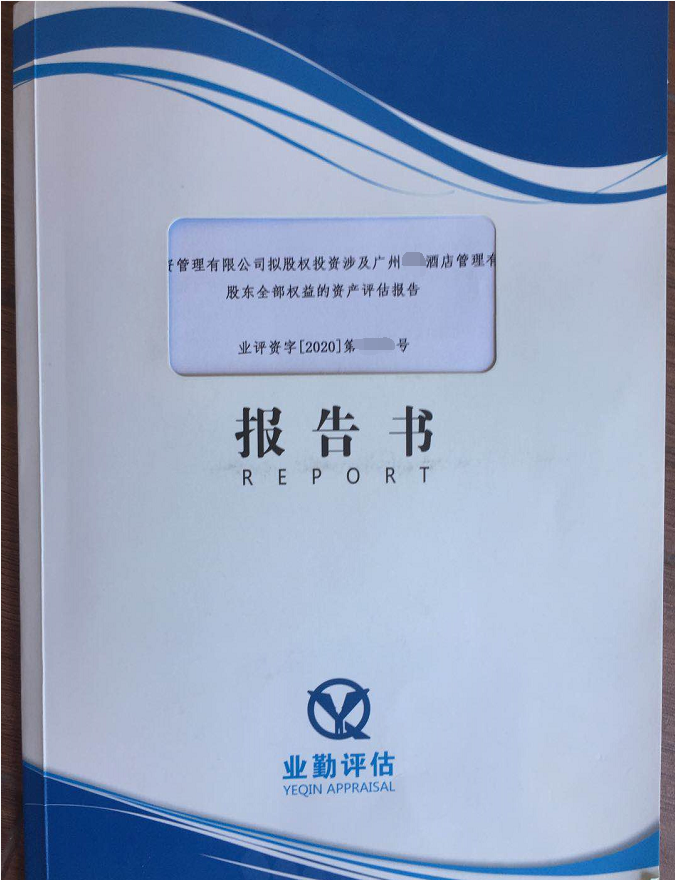 管理有限公司拟股权投资涉及广州 酒店管理有
股东全部权益的资产评估报告
业评资字[2020]第 号
报告书
REPORT
业勤评估
YEQIN APPRAISAL